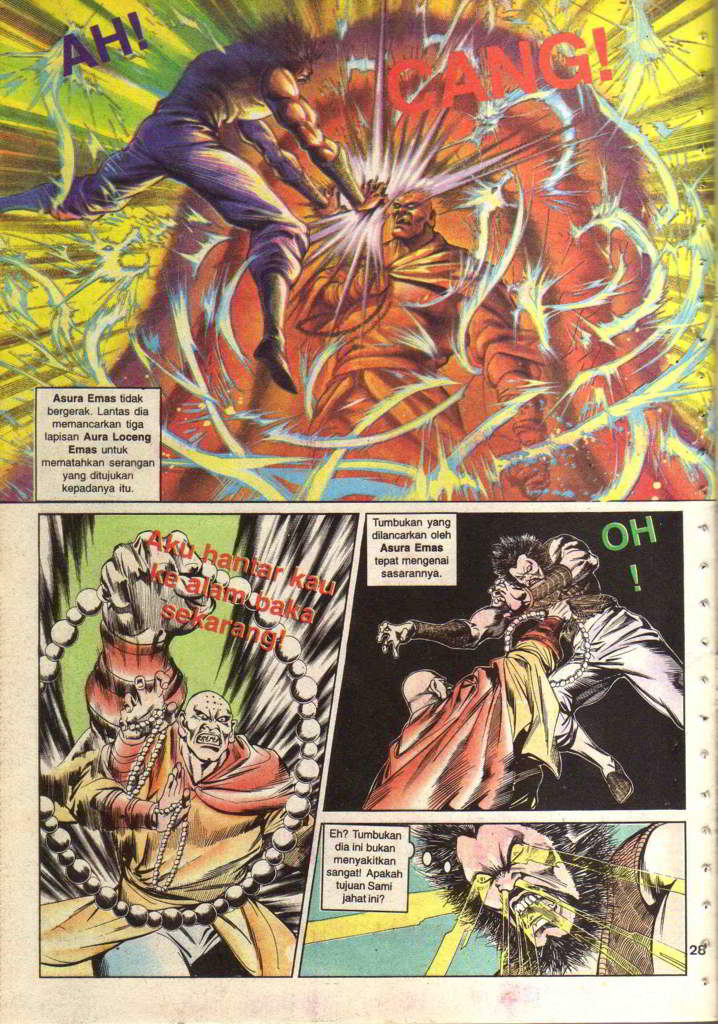 AH!
CANG!
Asura Emas tidak
bergerak. Lantas dia
memancarkan tiga
lapisan Aura Loceng
Emas untuk
mematahkan serangan
yang ditujukan
kepadanya itu.
Aku hantar kau
ke alam baka
sekarang!
Tumbukan yang
dilancarkan oleh
Asura Emas
tepat mengenai
sasarannya.
OH
!
Eh? Tumbukan
dia ini bukan
menyakitkan
sangat! Apakah
tujuan Sami
jahat ini?
28